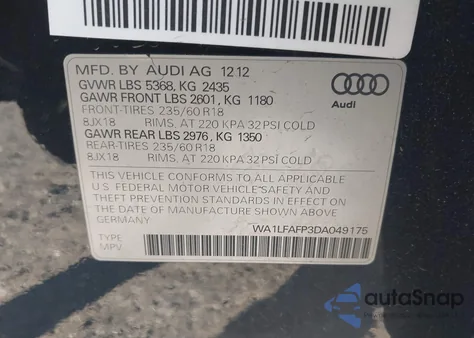 MFD. BY AUDI AG 12 12
GVWR LBS 5368, KG 2435
GAWR FRONT LBS 2601, KG 1180
FRONT-TIRES 235/60 R18
8JX18 RIMS, AT 220 KPA 32 PSI COLD
GAWR REAR LBS 2976, KG 1350
REAR-TIRES 235/60 R18
8JX18 RIMS, AT 220 KPA 32 PSI COLD
Audi
THIS VEHICLE CONFORMS TO ALL APPLICABLE
U.S. FEDERAL MOTOR VEHICLE SAFETY AND
THEFT PREVENTION STANDARDS IN EFFECT ON
THE DATE OF MANUFACTURE SHOWN ABOVE
GERMANY
WA1LFAFP3DA049175
TYPE:
MPV
autoSnap